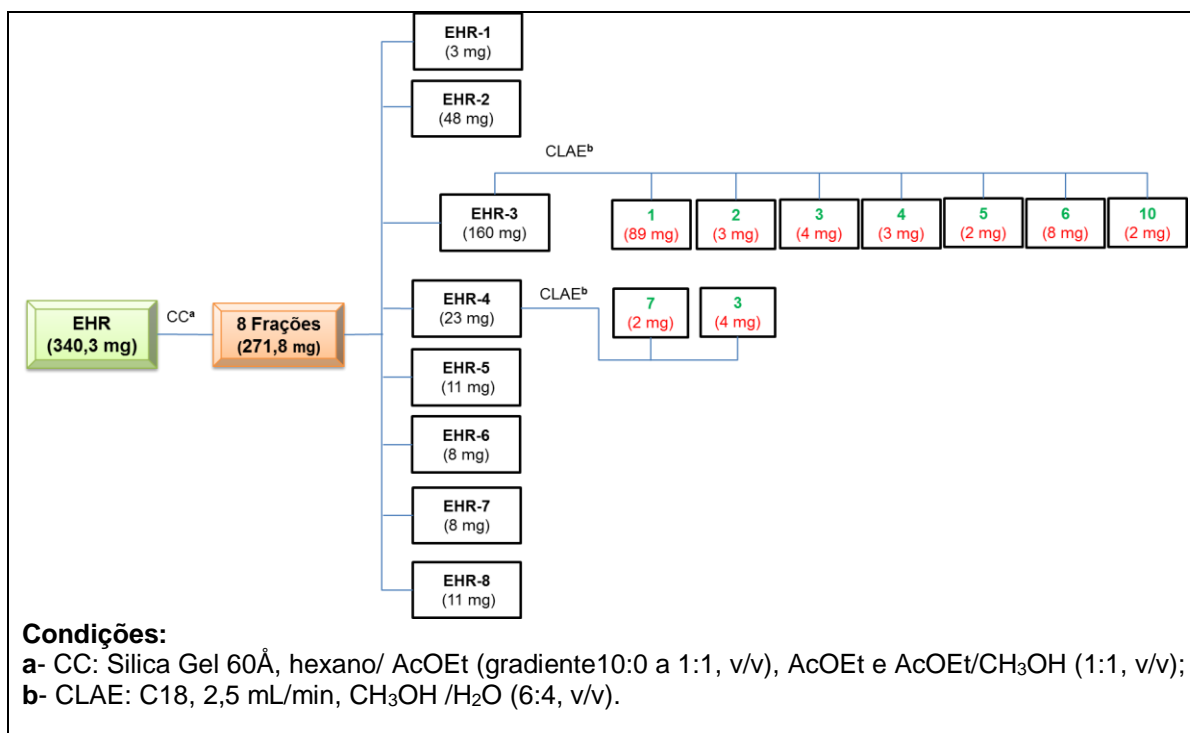 EHR-1
(3 mg)
EHR-2
(48 mg)
CLAEᵇ
EHR-3
(160 mg)
1
(89 mg)
2
(3 mg)
3
(4 mg)
4
(3 mg)
5
(2 mg)
6
(8 mg)
10
(2 mg)
EHR
(340,3 mg)
CCᵃ
8 Frações
(271,8 mg)
EHR-4
(23 mg)
CLAEᵇ
7
(2 mg)
3
(4 mg)
EHR-5
(11 mg)
EHR-6
(8 mg)
EHR-7
(8 mg)
EHR-8
(11 mg)
Condições:
a- CC: Silica Gel 60Å, hexano/ AcOEt (gradiente10:0 a 1:1, v/v), AcOEt e AcOEt/CH₃OH (1:1, v/v);
b- CLAE: C18, 2,5 mL/min, CH₃OH /H₂O (6:4, v/v).